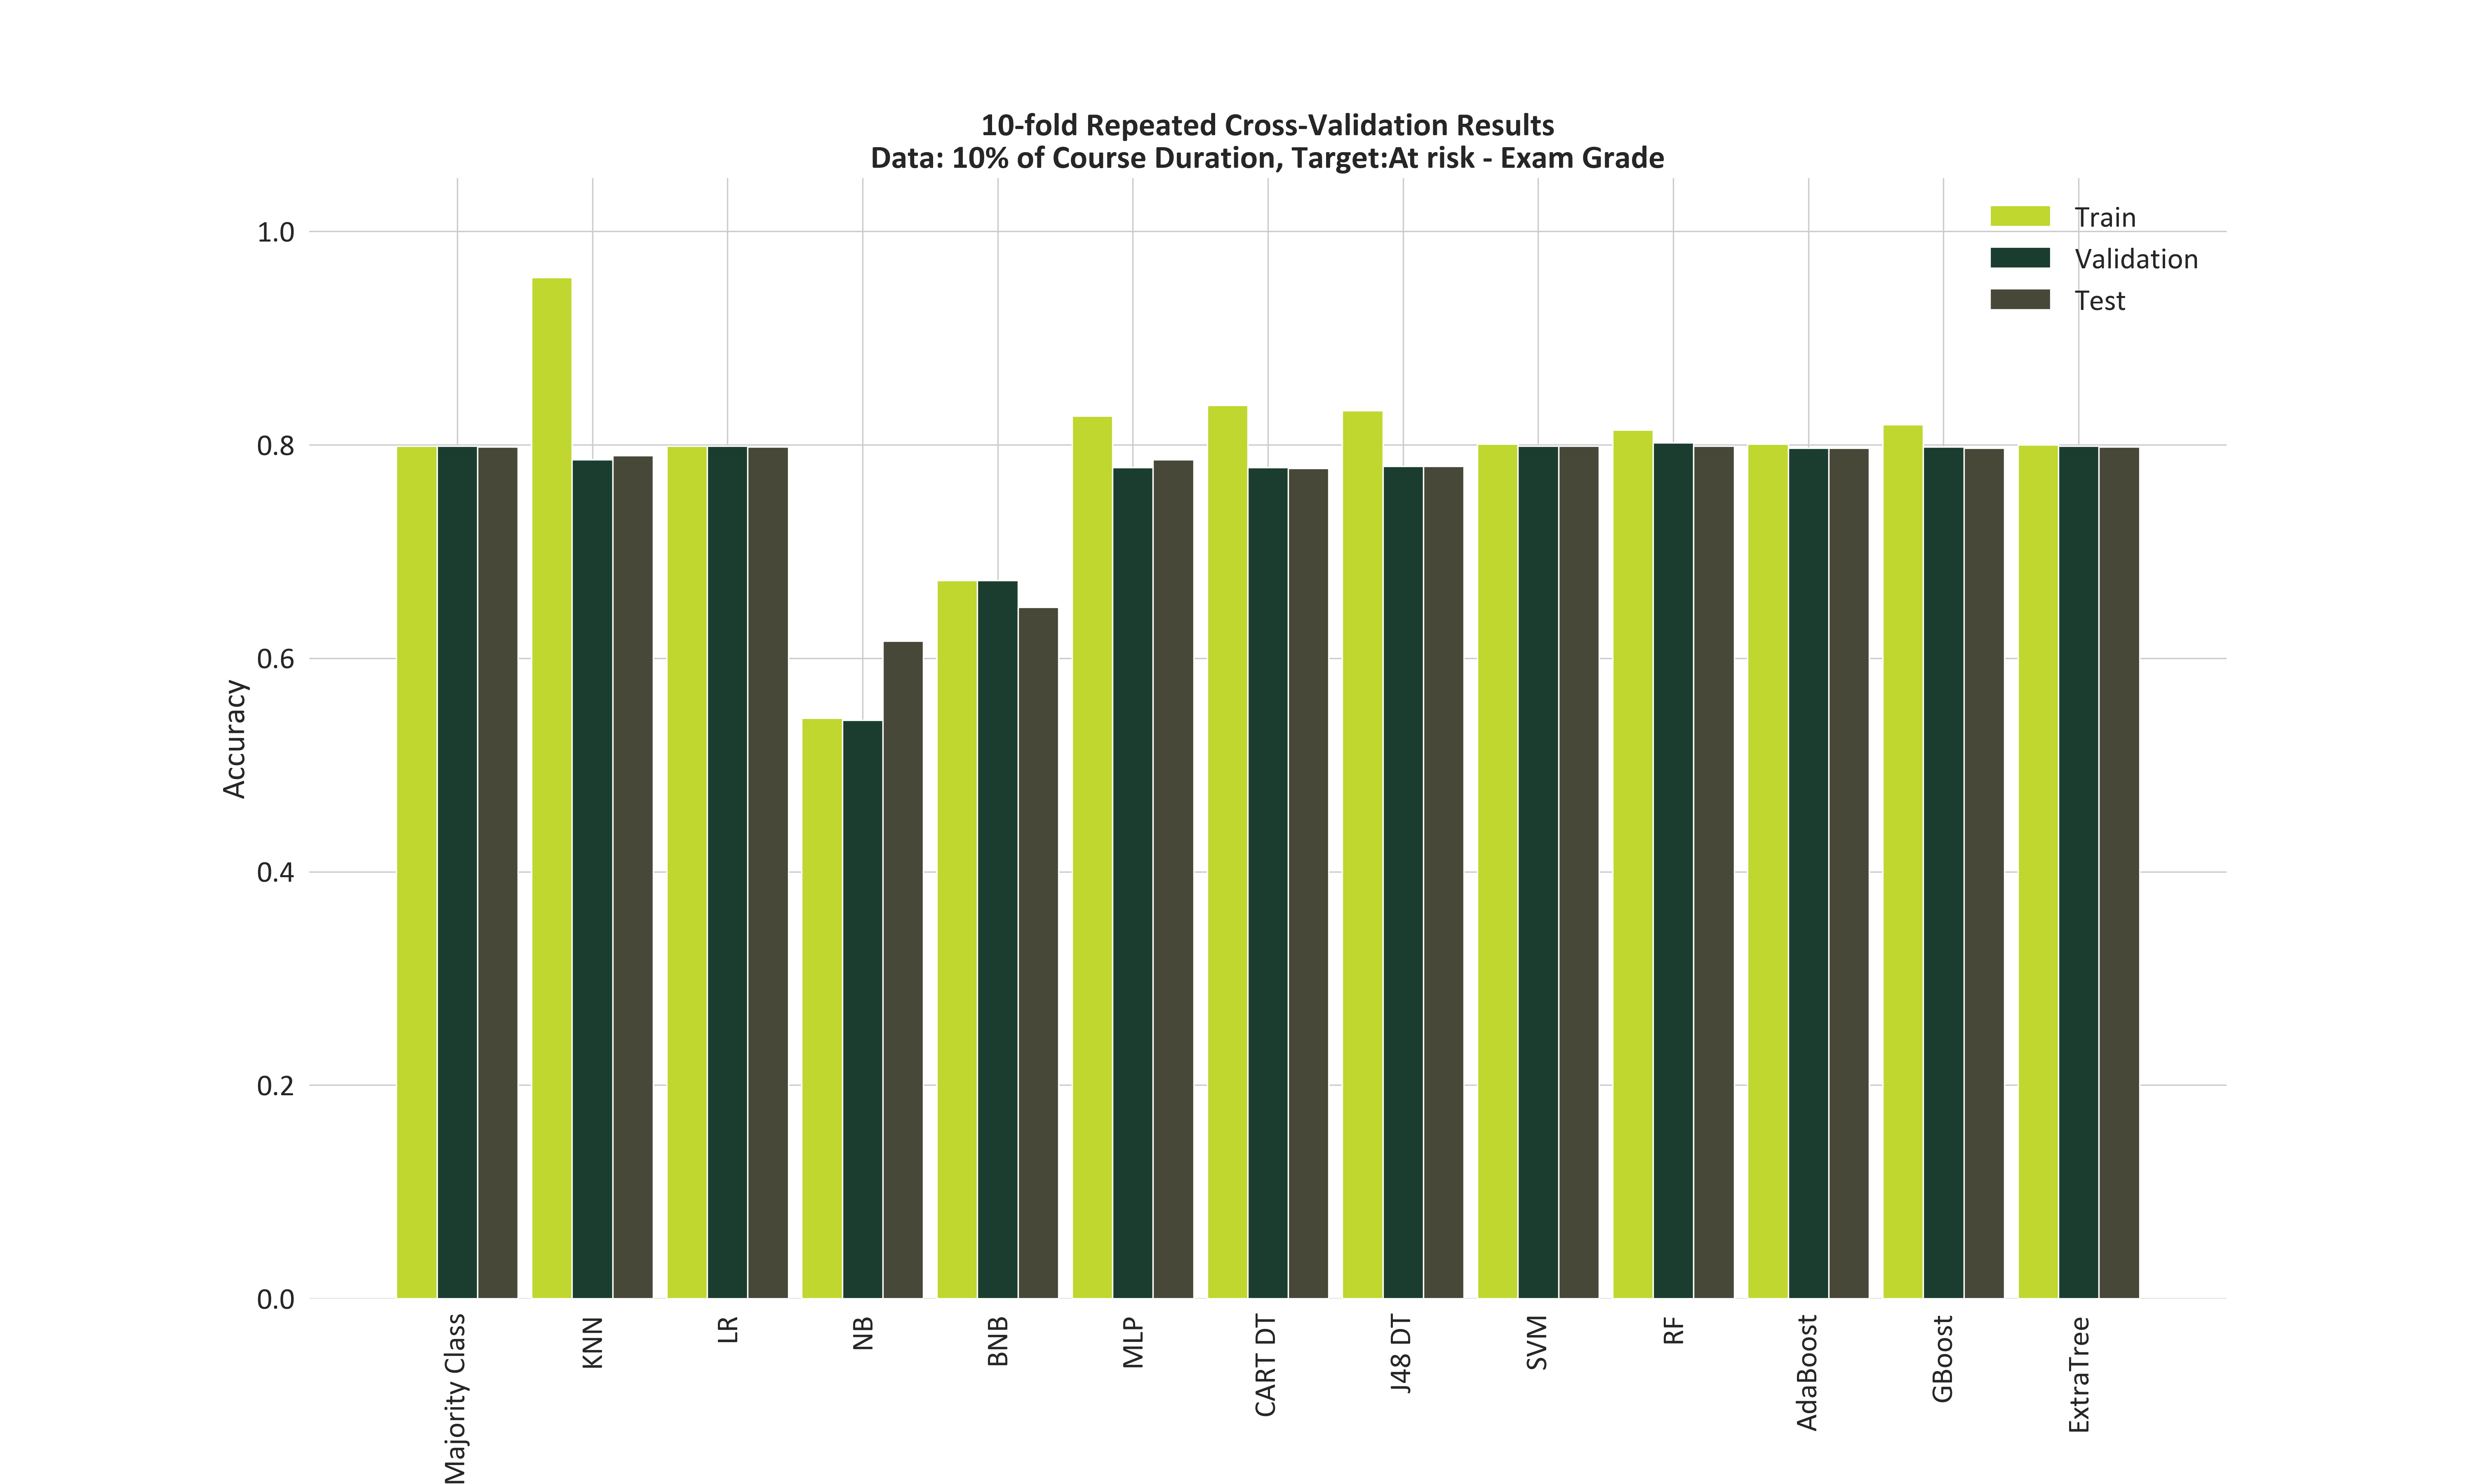 10-fold Repeated Cross-Validation Results
Data: 10% of Course Duration, Target:At risk - Exam Grade
Train
Validation
Test
1.0
0.8
0.6
0.4
0.2
0.0
Accuracy
Majority Class
KNN
LR
NB
BNB
MLP
CART DT
J48 DT
SVM
RF
AdaBoost
GBoost
ExtraTree